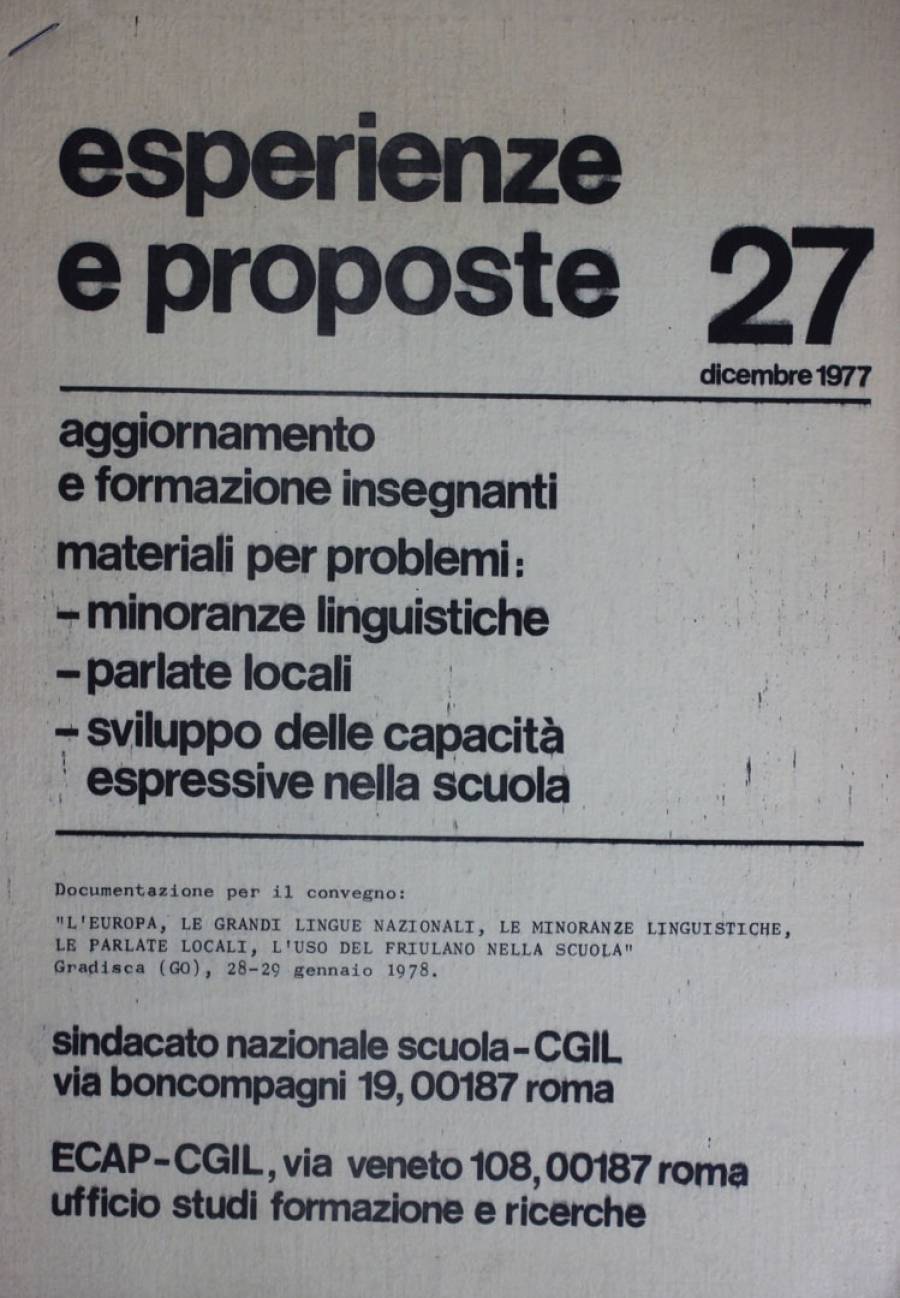 esperienze
e proposte
27
dicembre 1977
aggiornamento
e formazione insegnanti
materiali per problemi:
– minoranze linguistiche
– parlate locali
– sviluppo delle capacità
espressive nella scuola
Documentazione per il convegno:
"L'EUROPA, LE GRANDI LINGUE NAZIONALI, LE MINORANZE LINGUISTICHE,
LE PARLATE LOCALI, L'USO DEL FRIULANO NELLA SCUOLA"
Gradisca (GO), 28-29 gennaio 1978.
sindacato nazionale scuola-CGIL
via boncompagni 19, 00187 roma
ECAP-CGIL, via veneto 108, 00187 roma
ufficio studi formazione e ricerche